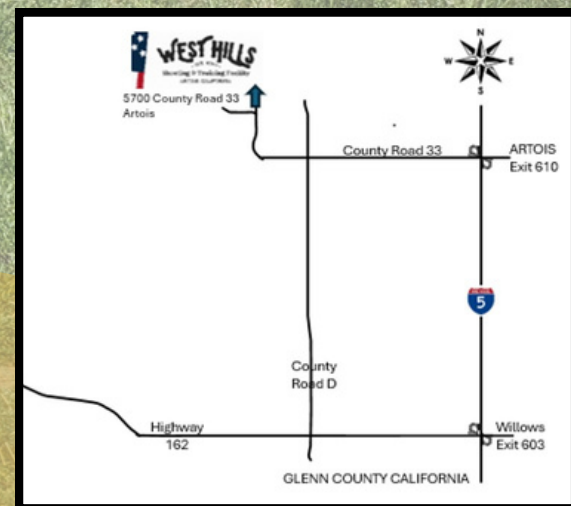 WEST HILLS
Shooting & Training Facility
5700 County Road 33
Artois
N
W
E
S
County Road 33
ARTOIS
Exit 610
5
County
Road D
Highway
162
Willows
Exit 603
GLENN COUNTY CALIFORNIA